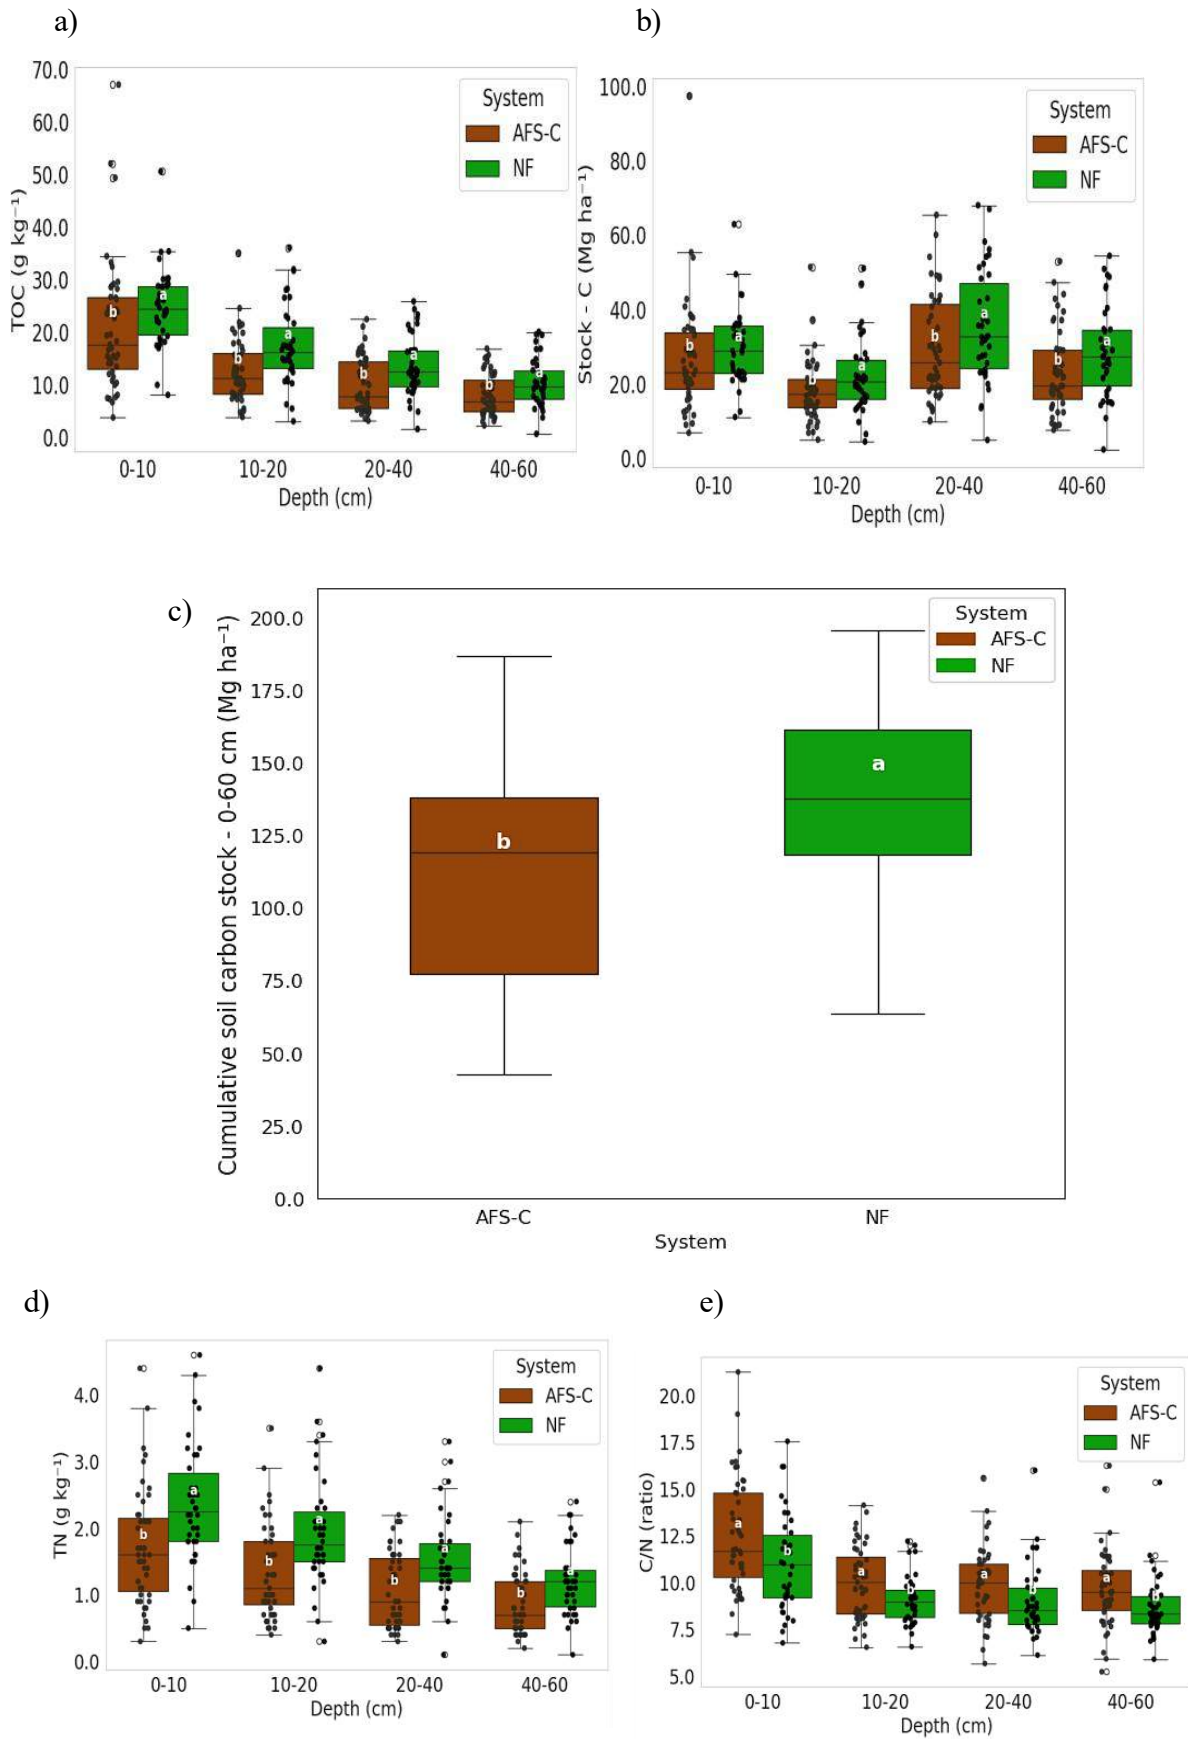 a)
b)
70.0
60.0
50.0
40.0
30.0
20.0
10.0
0.0
TOC (g kg⁻¹)
System
AFS-C
NF
b
a
b
a
b
a
b
a
0-10
10-20
20-40
40-60
Depth (cm)
100.0
80.0
60.0
40.0
20.0
0.0
Stock - C (Mg ha⁻¹)
System
AFS-C
NF
b
a
b
a
b
a
b
a
0-10
10-20
20-40
40-60
Depth (cm)
c)
200.0
175.0
150.0
125.0
100.0
75.0
50.0
25.0
0.0
Cumulative soil carbon stock - 0-60 cm (Mg ha⁻¹)
System
AFS-C
NF
b
a
AFS-C
NF
System
d)
e)
4.0
3.0
2.0
1.0
0.0
TN (g kg⁻¹)
System
AFS-C
NF
b
a
b
a
b
a
b
a
0-10
10-20
20-40
40-60
Depth (cm)
20.0
17.5
15.0
12.5
10.0
7.5
5.0
C/N (ratio)
System
AFS-C
NF
a
b
a
b
a
b
a
b
0-10
10-20
20-40
40-60
Depth (cm)